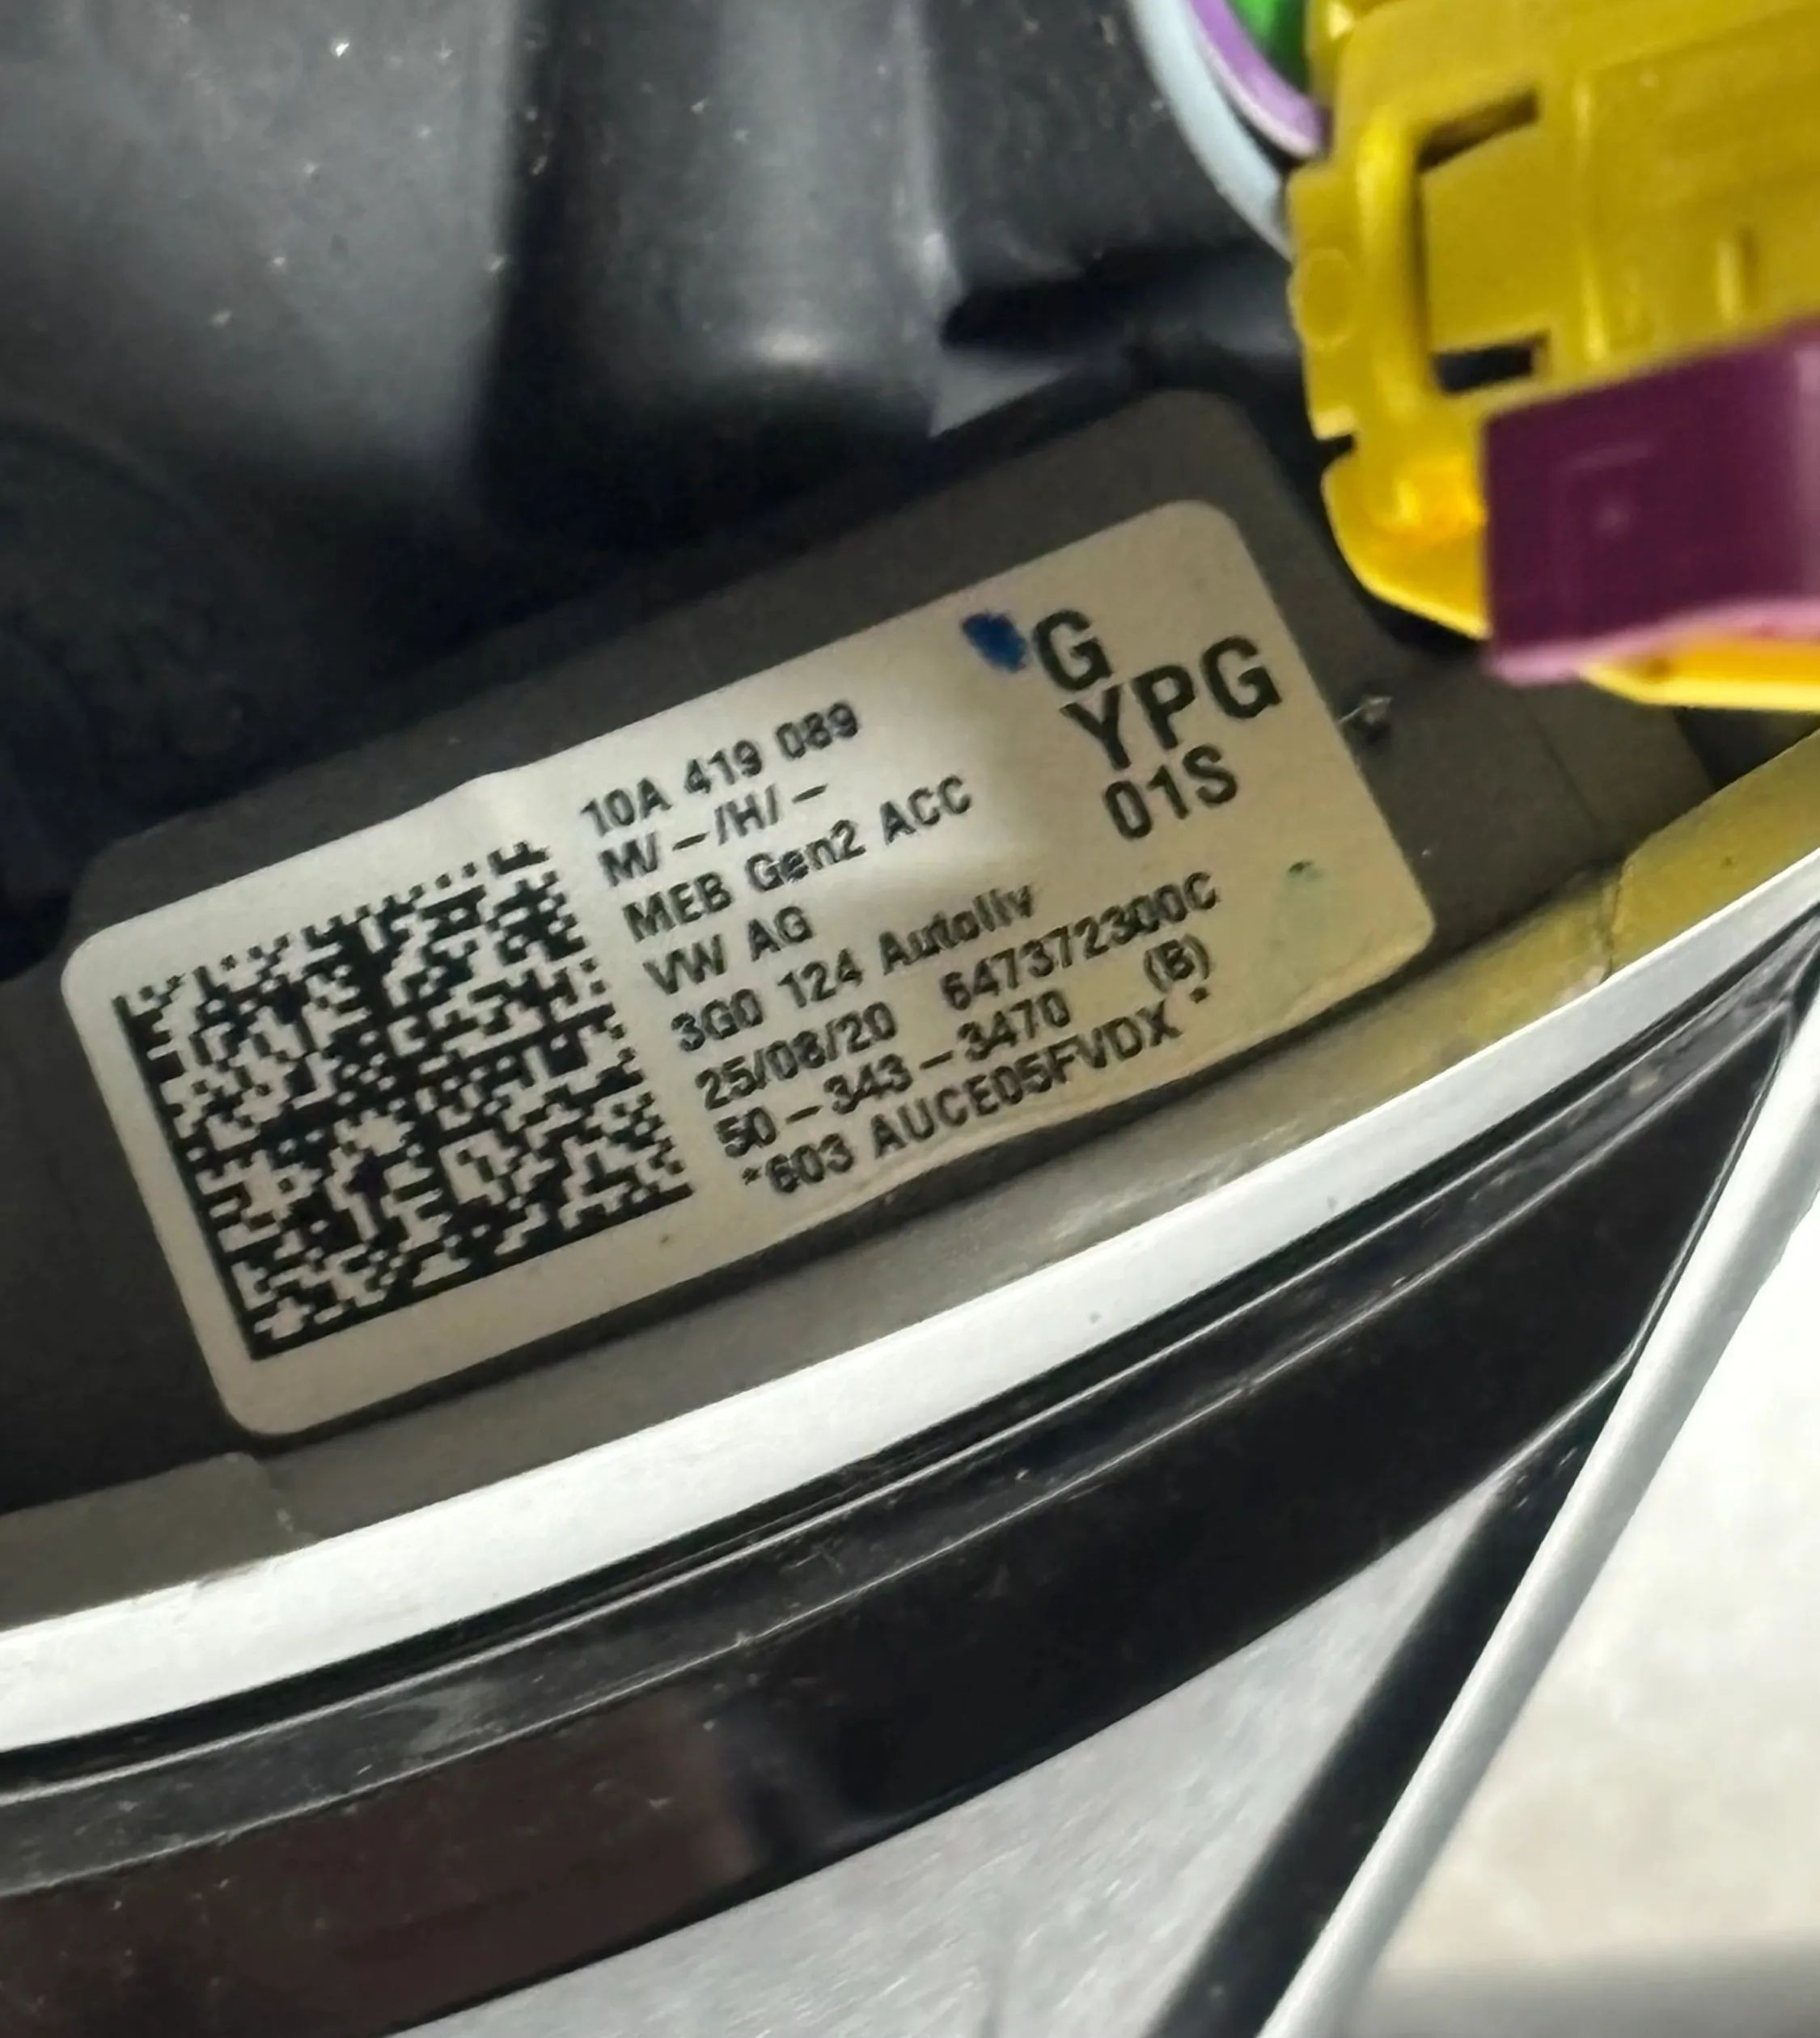 10A 419 089
M/-/H/-
MEB Gen2 ACC
VW AG
3G0 124 Autoliv
25/08/20 647372300C
50-343-3470 (B)
*603 AUCE05FVDX*
G
YPG
01S